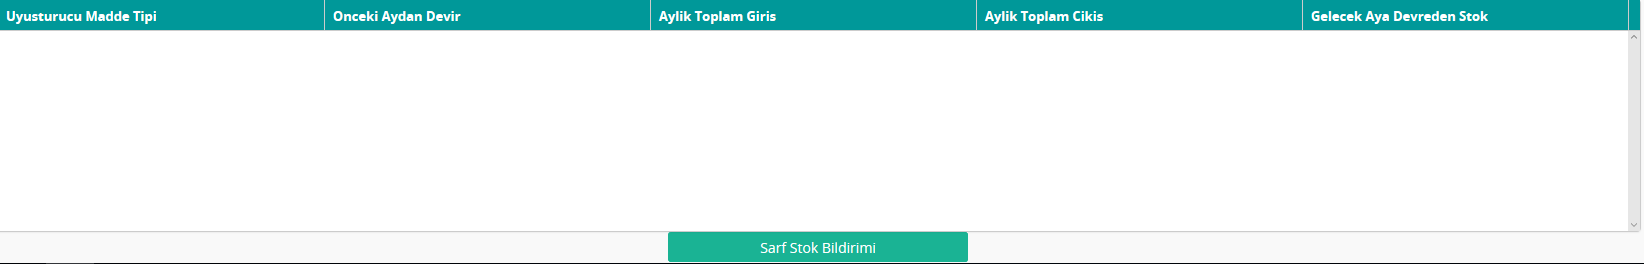 Uyusturucu Madde Tipi Onceki Aydan Devir Aylik Toplam Giris Aylik Toplam Cikis Gelecek Aya Devreden Stok
Sarf Stok Bildirimi